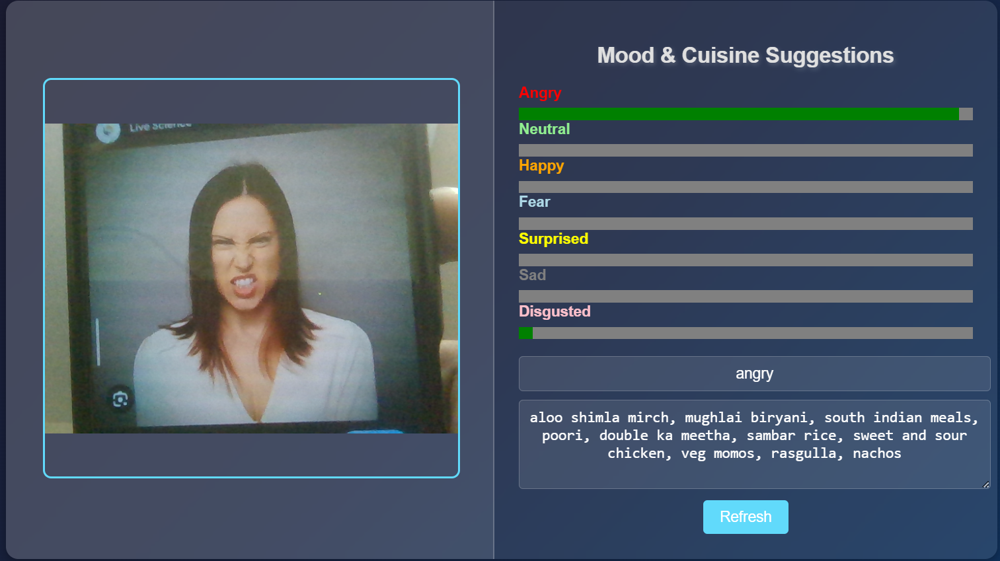 Live Science
Mood & Cuisine Suggestions
Angry
Neutral
Happy
Fear
Surprised
Sad
Disgusted
angry
aloo shimla mirch, mughlai biryani, south indian meals,
poori, double ka meetha, sambar rice, sweet and sour
chicken, veg momos, rasgulla, nachos
Refresh